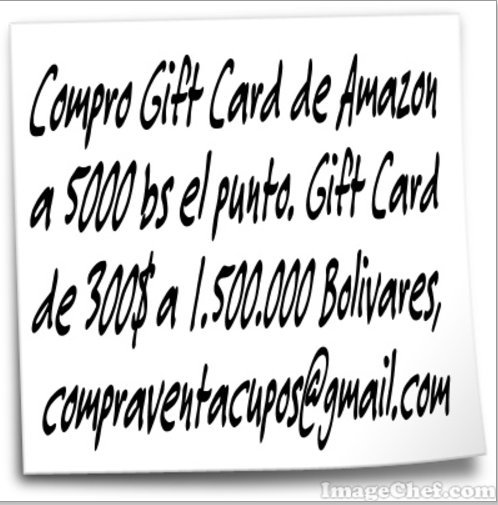 Compro Gift Card de Amazon
a 5000 bs el punto. Gift Card
de 300$ a 1.500.000 Bolivares,
compraventacupos@gmail.com
ImageChef.com